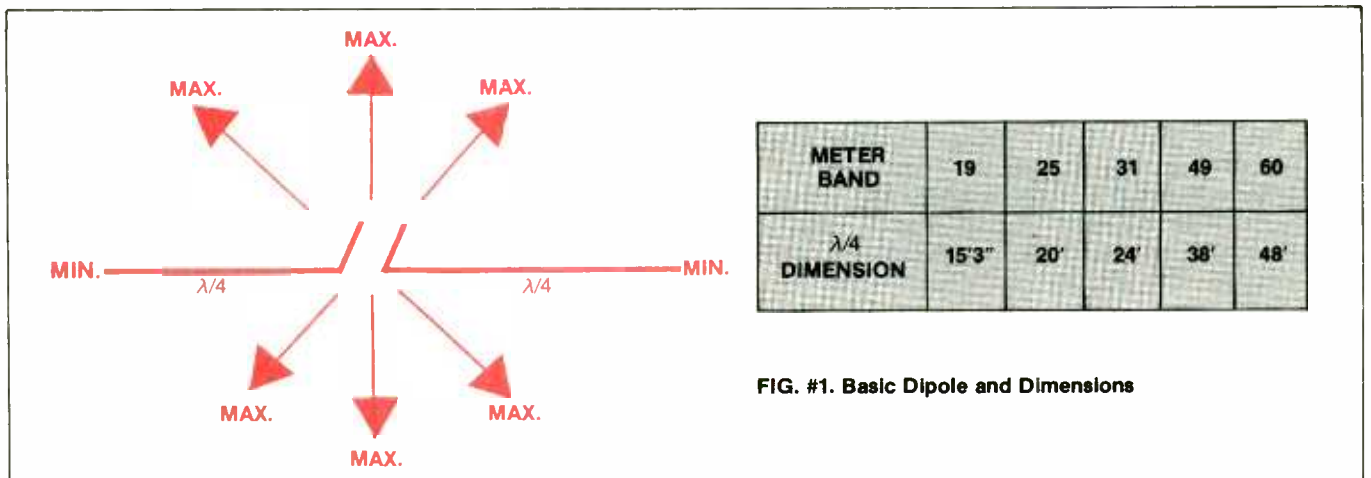 MAX.
MAX. MAX.
MIN. λ/4 λ/4 MIN.
MAX. MAX.
MAX.
METER BAND 19 25 31 49 60
λ/4 DIMENSION 15'3" 20' 24' 38' 48'
FIG. #1. Basic Dipole and Dimensions